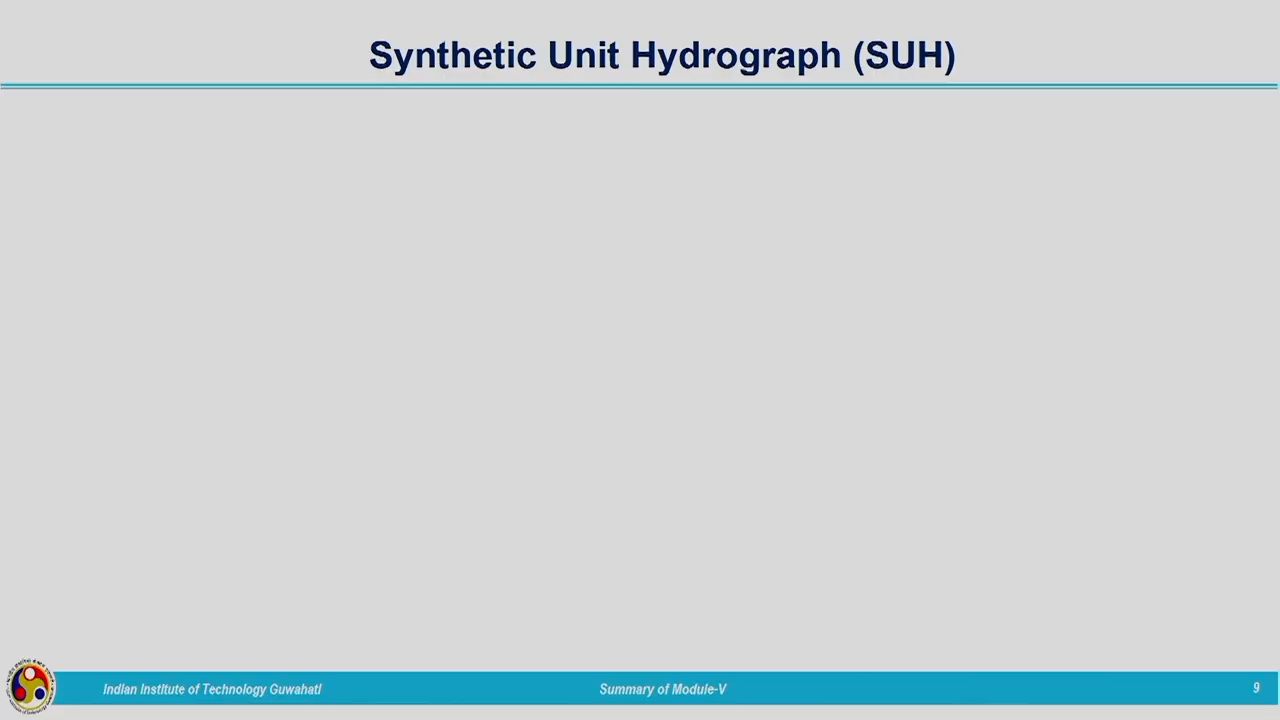 Synthetic Unit Hydrograph (SUH)
Indian Institute of Technology Guwahati
Summary of Module-V
9